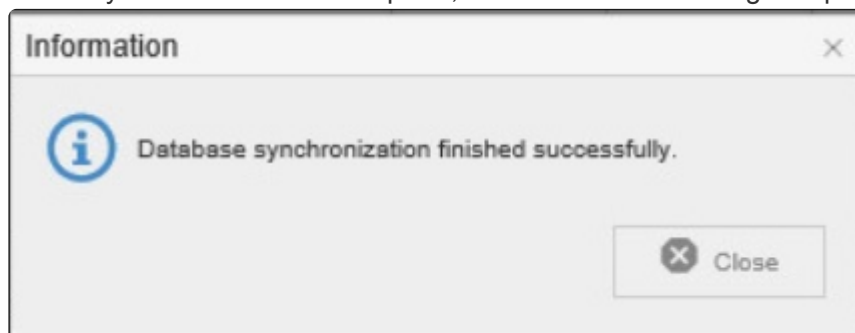 Information
Database synchronization finished successfully.
Close